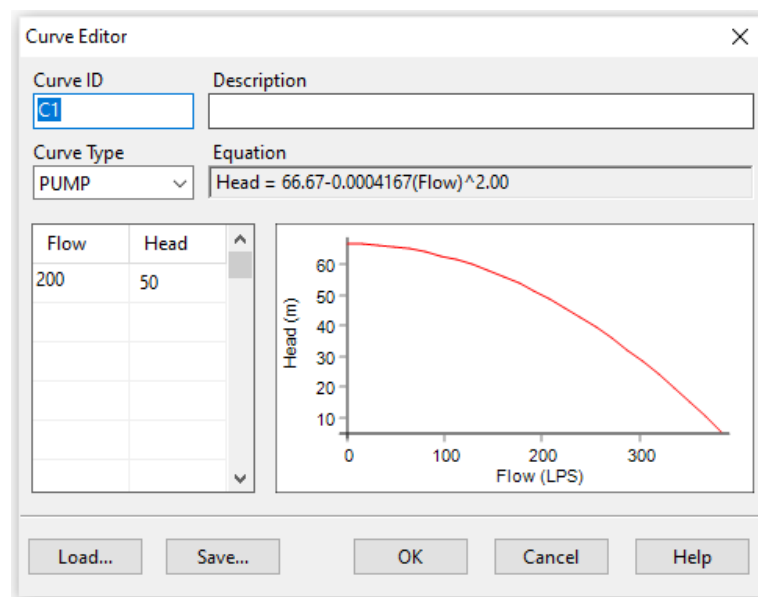 Curve Editor
Curve ID Description
C1
Curve Type Equation
PUMP Head = 66.67-0.0004167(Flow)^2.00
Flow Head
200 50
Head (m)
60
50
40
30
20
10
0 100 200 300
Flow (LPS)
Load... Save... OK Cancel Help